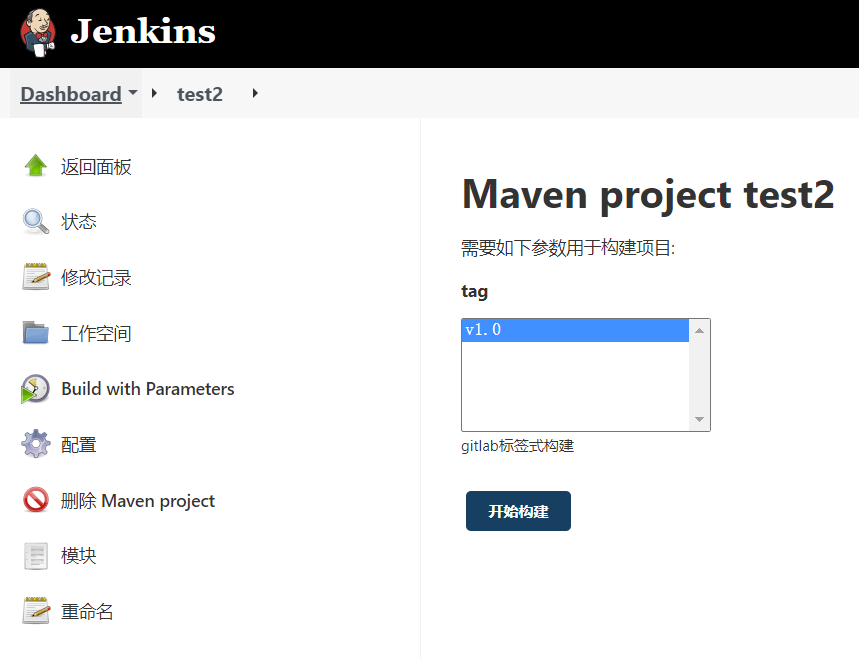 Jenkins
Dashboard test2
返回面板
状态
修改记录
工作空间
Build with Parameters
配置
删除 Maven project
模块
重命名
Maven project test2
需要如下参数用于构建项目:
tag
v1.0
gitlab标签式构建
开始构建